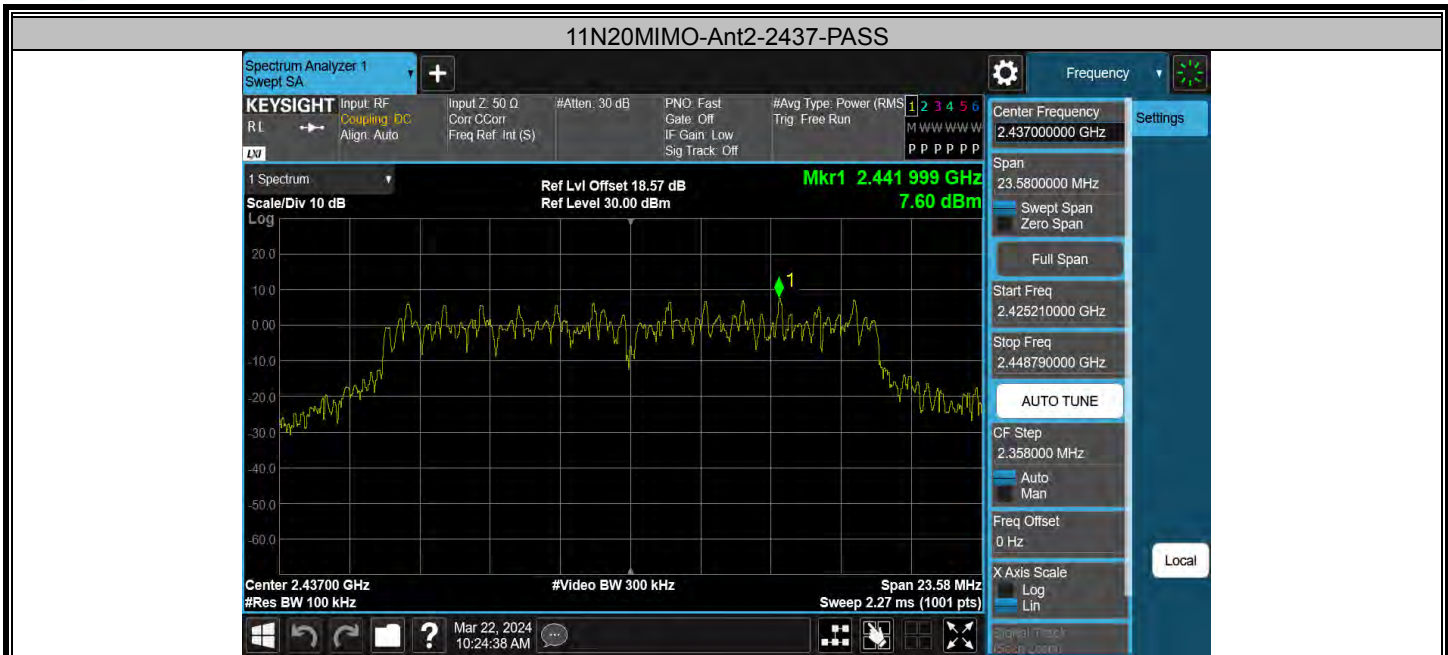 11N20MIMO-Ant2-2437-PASS
Spectrum Analyzer 1
Swept SA
+
Frequency
KEYSIGHT
RL
LXI
Input: RF
Coupling: DC
Align: Auto
Input Z: 50 Ω
Corr CCorr
Freq Ref: Int (S)
#Atten: 30 dB
PNO: Fast
Gate: Off
IF Gain: Low
Sig Track: Off
#Avg Type: Power (RMS
Trig: Free Run
1 2 3 4 5 6
M W W W W W
P P P P P P
Center Frequency
2.437000000 GHz
Settings
1 Spectrum
Scale/Div 10 dB
Ref Lvl Offset 18.57 dB
Ref Level 30.00 dBm
Mkr1 2.441 999 GHz
7.60 dBm
Log
20.0
10.0
0.00
-10.0
-20.0
-30.0
-40.0
-50.0
-60.0
1
Span
23.5800000 MHz
Swept Span
Zero Span
Full Span
Start Freq
2.425210000 GHz
Stop Freq
2.448790000 GHz
AUTO TUNE
CF Step
2.358000 MHz
Auto
Man
Freq Offset
0 Hz
X Axis Scale
Log
Lin
Signal Track
(Span Zoom)
Local
Center 2.43700 GHz
#Res BW 100 kHz
#Video BW 300 kHz
Span 23.58 MHz
Sweep 2.27 ms (1001 pts)
?
Mar 22, 2024
10:24:38 AM